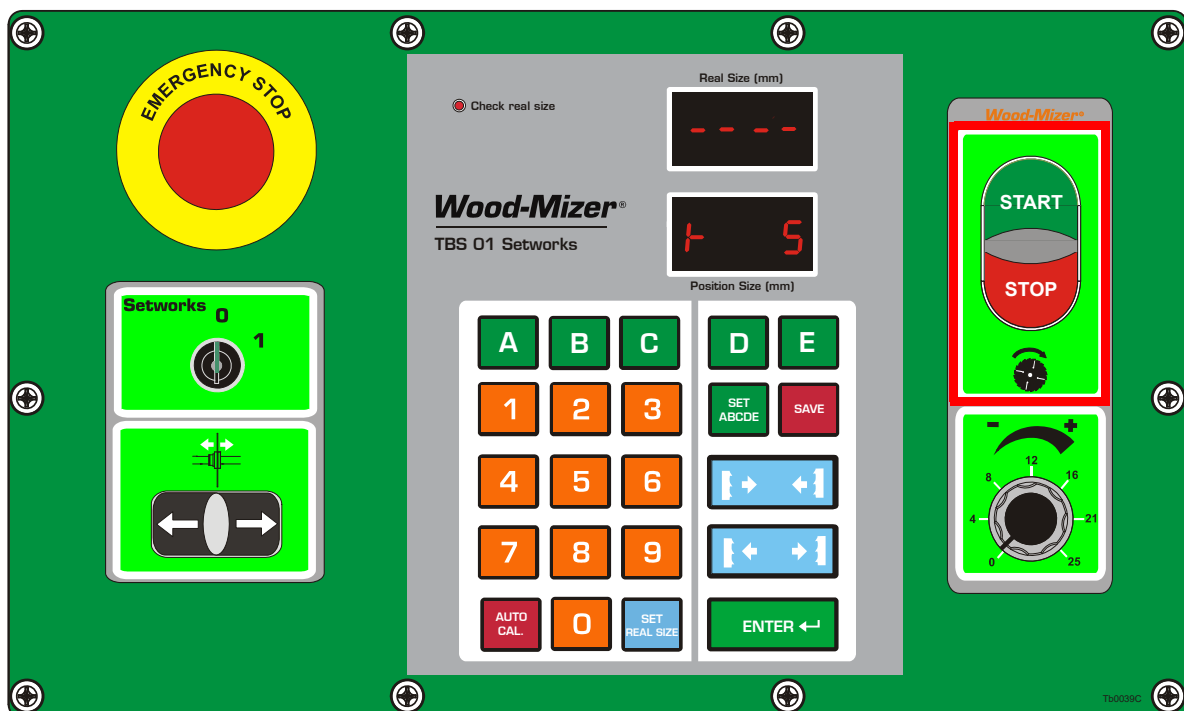 EMERGENCY STOP
Check real size
Real Size (mm)
- - - -
Wood-Mizer®
TBS 01 Setworks
|- 5
Position Size (mm)
Setworks
0
1
A B C D E
1 2 3
SET
ABCDE
SAVE
4 5 6
7 8 9
AUTO
CAL.
0
SET
REAL SIZE
ENTER
Wood-Mizer®
START
STOP
- +
12
8 16
4 21
0 25
Tb0039C